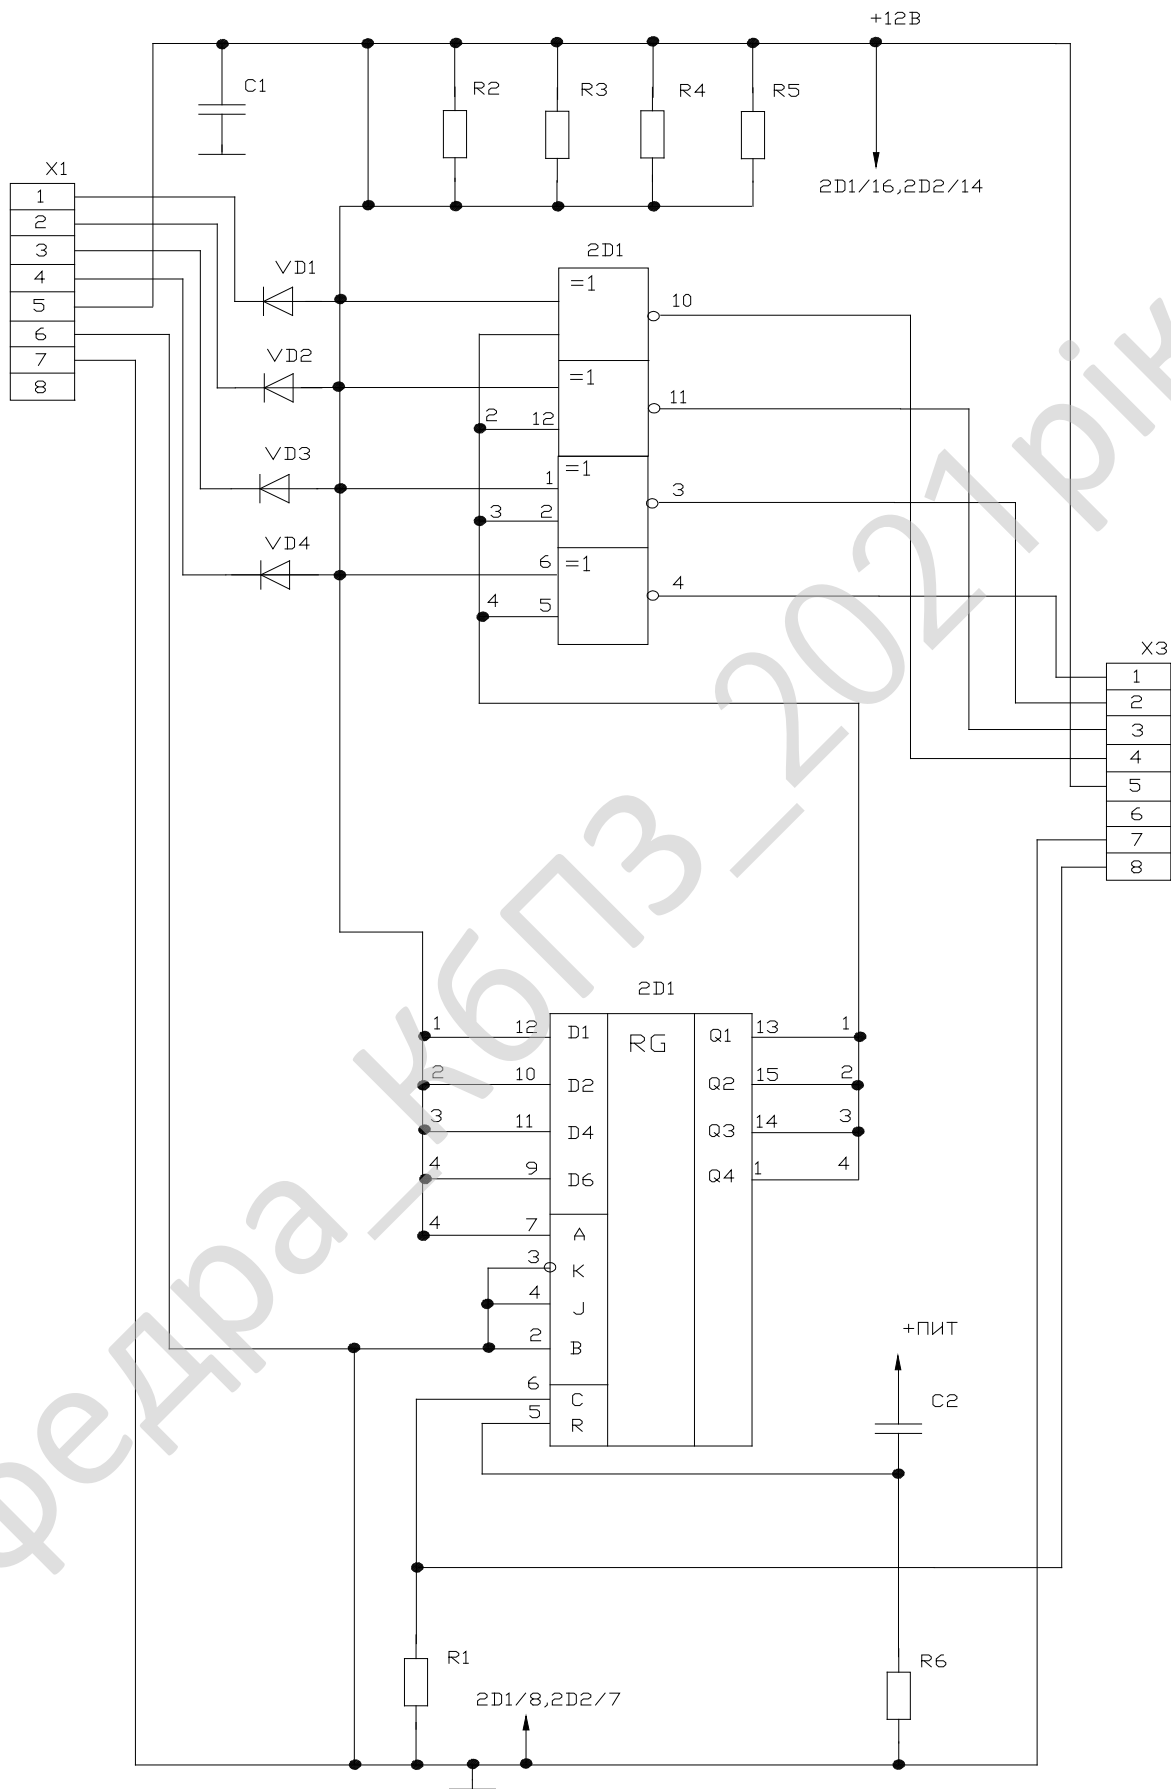 +12В
C1
R2
R3
R4
R5
2D1/16,2D2/14
X1
1
2
3
4
5
6
7
8
VD1
VD2
VD3
VD4
2D1
=1
10
=1
11
2
12
=1
1
3
3
2
=1
6
4
4
5
X3
1
2
3
4
5
6
7
8
2D1
RG
1
12
D1
Q1
13
1
2
10
D2
Q2
15
2
3
11
D4
Q3
14
3
4
9
D6
Q4
1
4
4
7
A
3
K
4
J
2
B
6
C
5
R
+ПИТ
C2
R1
R6
2D1/8,2D2/7
федра_КбПЗ_2021рік